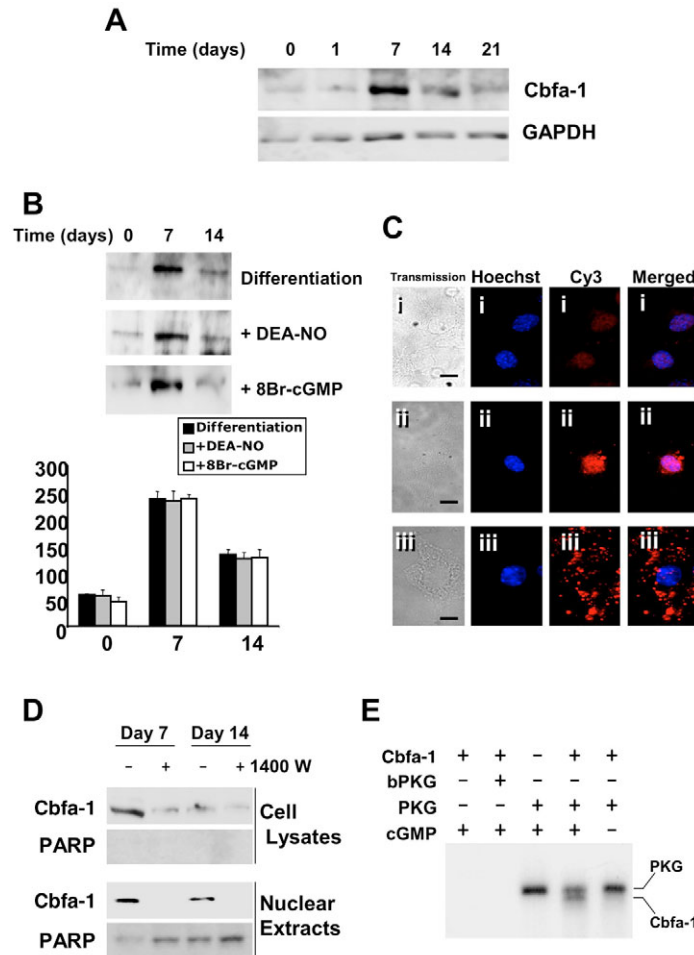 A
Time (days) 0 1 7 14 21
Cbfa-1
GAPDH
B
Time (days) 0 7 14
Differentiation
+ DEA-NO
+ 8Br-cGMP
Differentiation
+DEA-NO
+8Br-cGMP
300
250
200
150
100
50
0
0 7 14
C
Transmission Hoechst Cy3 Merged
i i i i
ii ii ii ii
iii iii iii iii
D
Day 7 Day 14
– + – + 1400 W
Cbfa-1
PARP
Cell
Lysates
Cbfa-1
PARP
Nuclear
Extracts
E
Cbfa-1 + + – + +
bPKG – + – – –
PKG – – + + +
cGMP + + + + –
PKG
Cbfa-1